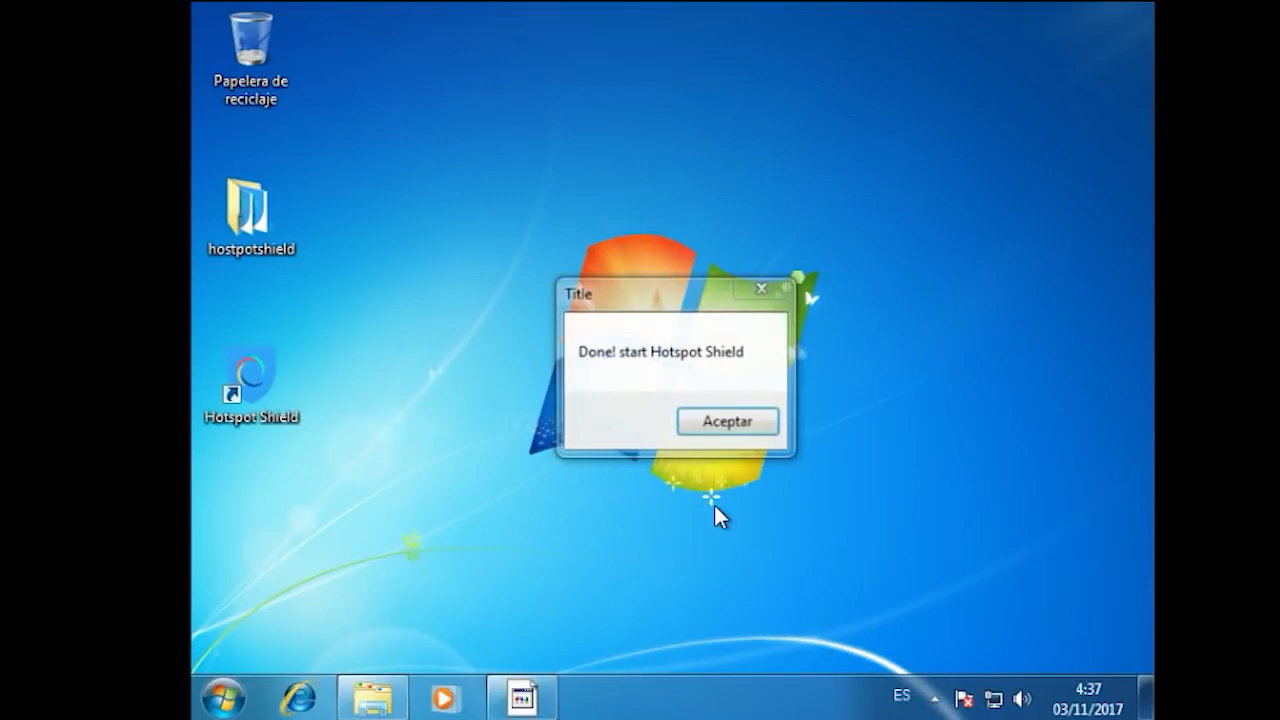 Papelera de
reciclaje
hostpotshield
Hotspot Shield
Title
Done! start Hotspot Shield
Aceptar
ES
4:37
03/11/2017